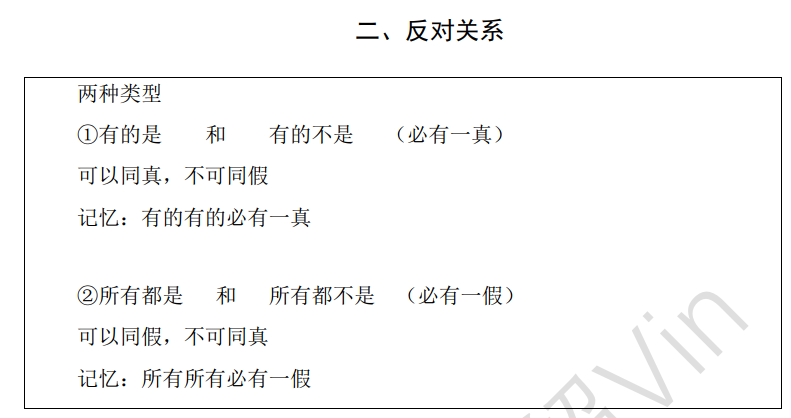 二、反对关系
两种类型
①有的是 和 有的不是 （必有一真）
可以同真，不可同假
记忆：有的有的必有一真
②所有都是 和 所有都不是 （必有一假）
可以同假，不可同真
记忆：所有所有必有一假
Vin